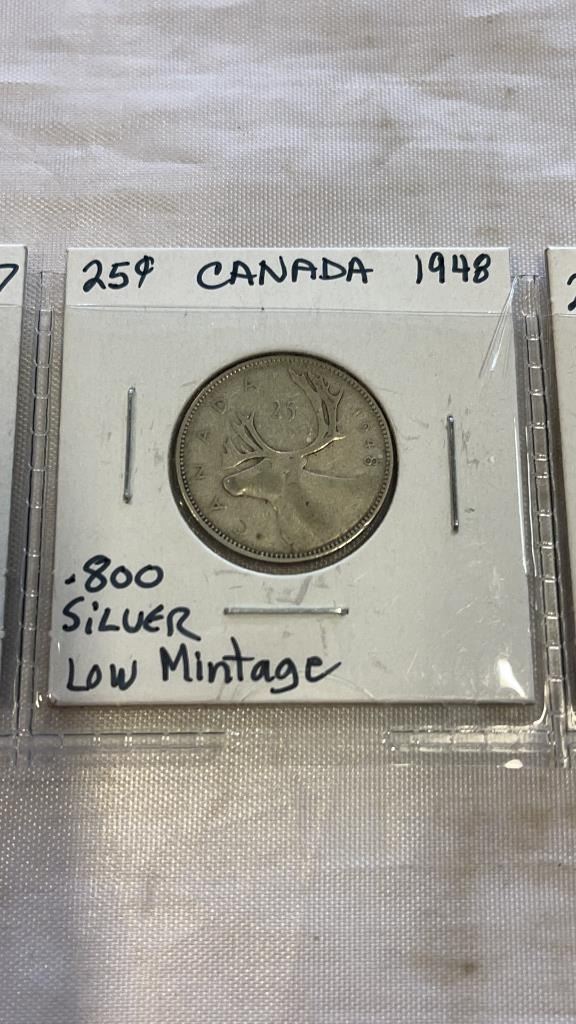 25¢ CANADA 1948
25
CANADA
1948
.800
SiLVER
Low Mintage